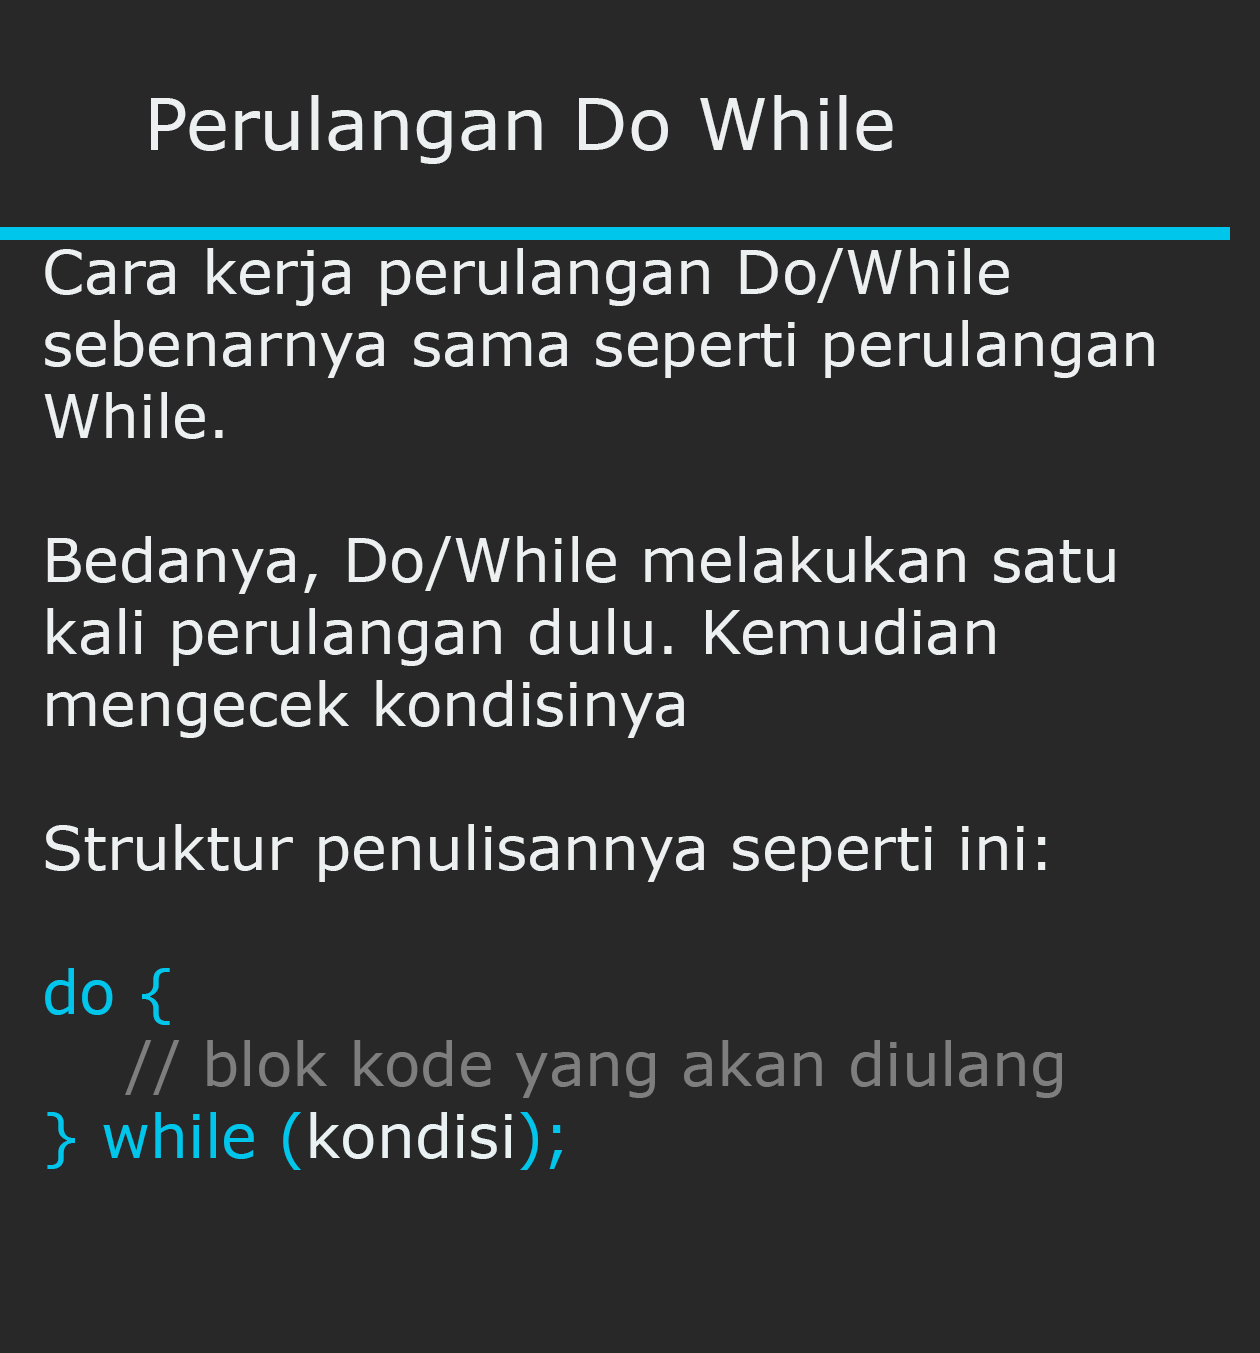 Perulangan Do While
Cara kerja perulangan Do/While
sebenarnya sama seperti perulangan
While.
Bedanya, Do/While melakukan satu
kali perulangan dulu. Kemudian
mengecek kondisinya
Struktur penulisannya seperti ini:
do {
// blok kode yang akan diulang
} while (kondisi);